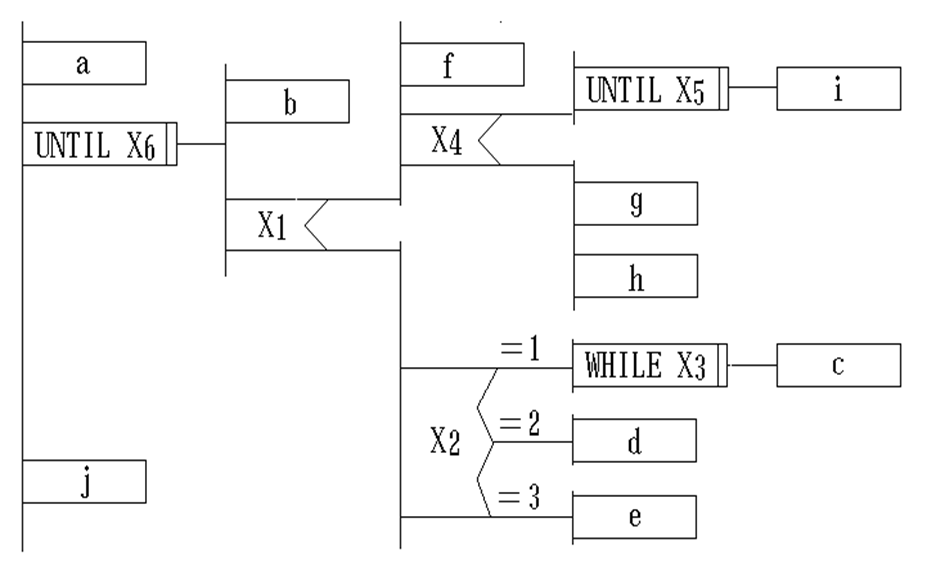 a
UNTIL X6
j
b
X1
f
X4
UNTIL X5
i
g
h
X2
=1
WHILE X3
c
=2
d
=3
e